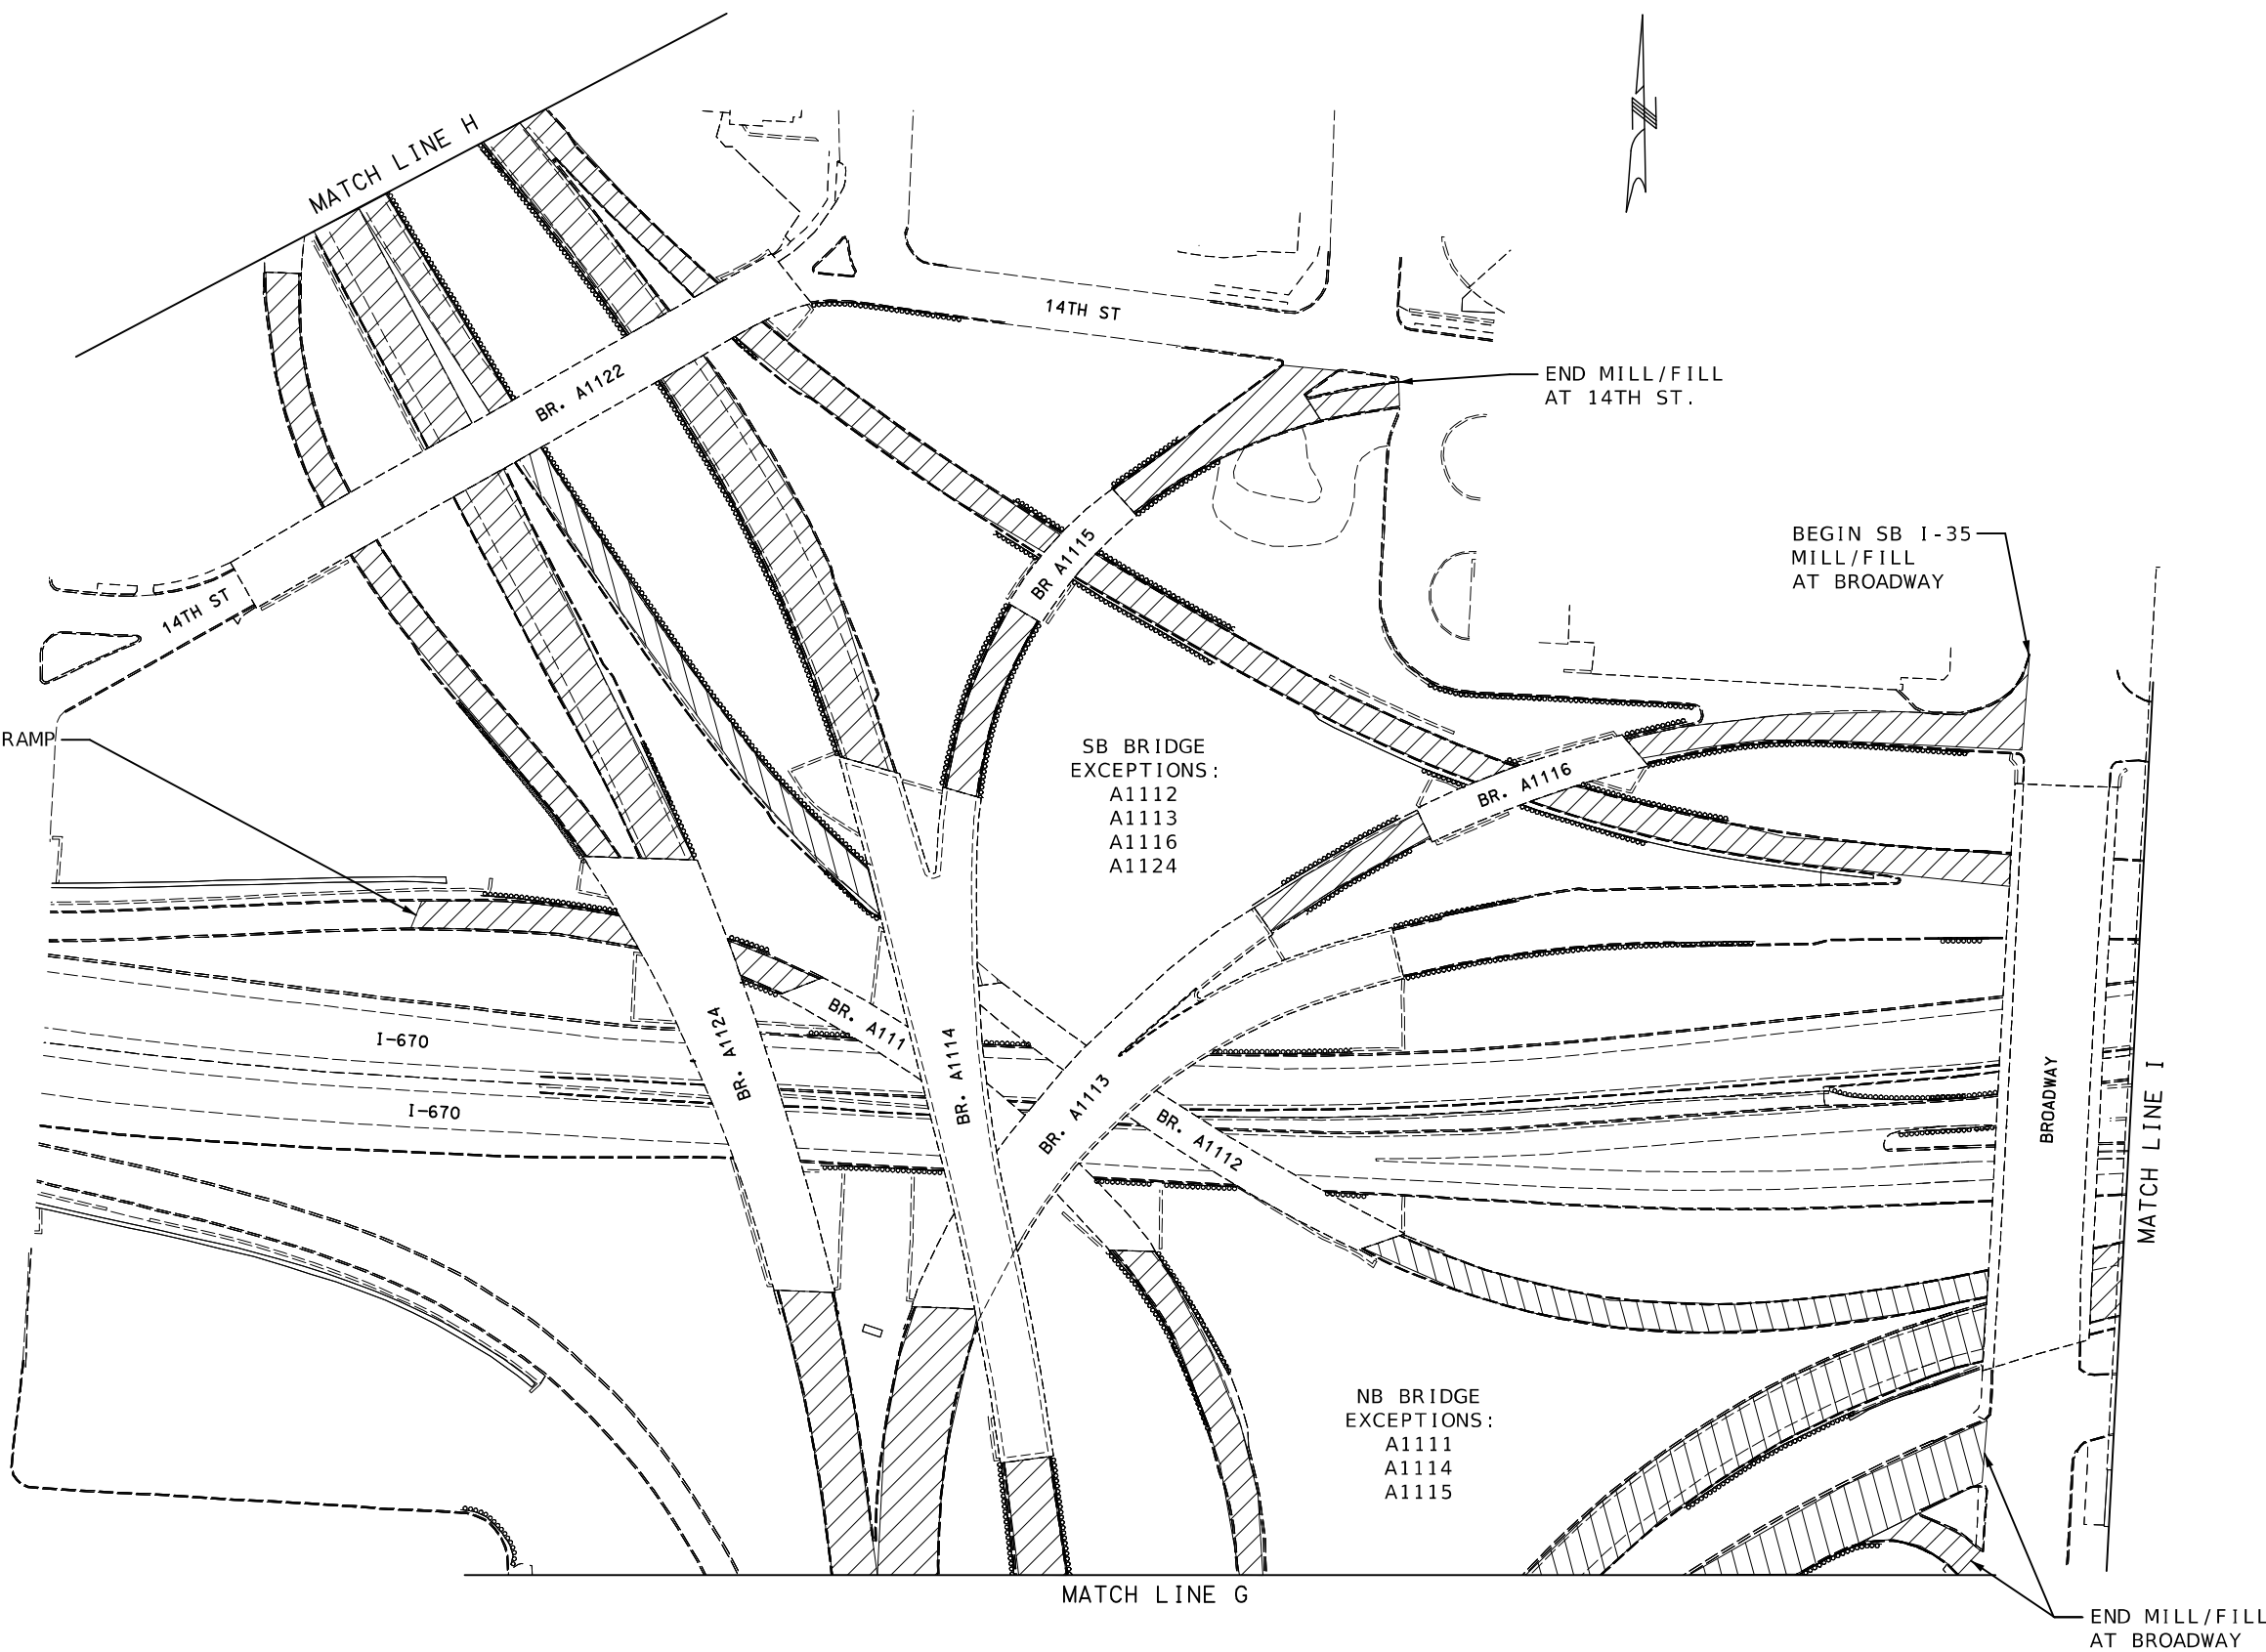 MATCH LINE H
N
14TH ST
END MILL/FILL
AT 14TH ST.
BR. A1122
BR A1115
BEGIN SB I-35
MILL/FILL
AT BROADWAY
14TH ST
RAMP
SB BRIDGE
EXCEPTIONS:
A1112
A1113
A1116
A1124
BR. A1116
BR. A1111
I-670
BR. A1124
BR. A1114
I-670
BR. A1113
BR. A1112
BROADWAY
MATCH LINE I
NB BRIDGE
EXCEPTIONS:
A1111
A1114
A1115
MATCH LINE G
END MILL/FILL
AT BROADWAY